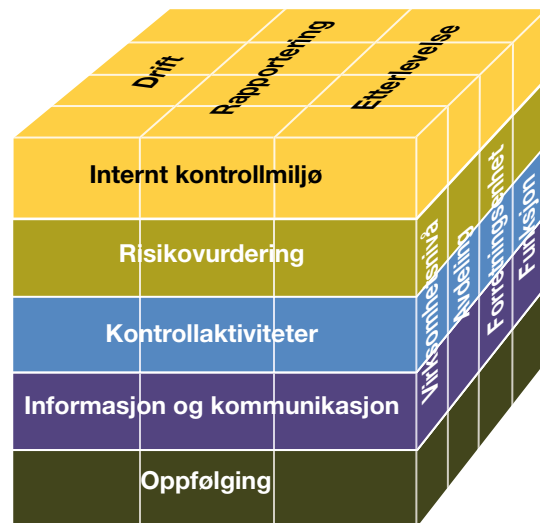 Drift
Rapportering
Etterlevelse
Internt kontrollmiljø
Risikovurdering
Kontrollaktiviteter
Informasjon og kommunikasjon
Oppfølging
Virksomhetsnivå
Avdeling
Forretningsenhet
Funksjon